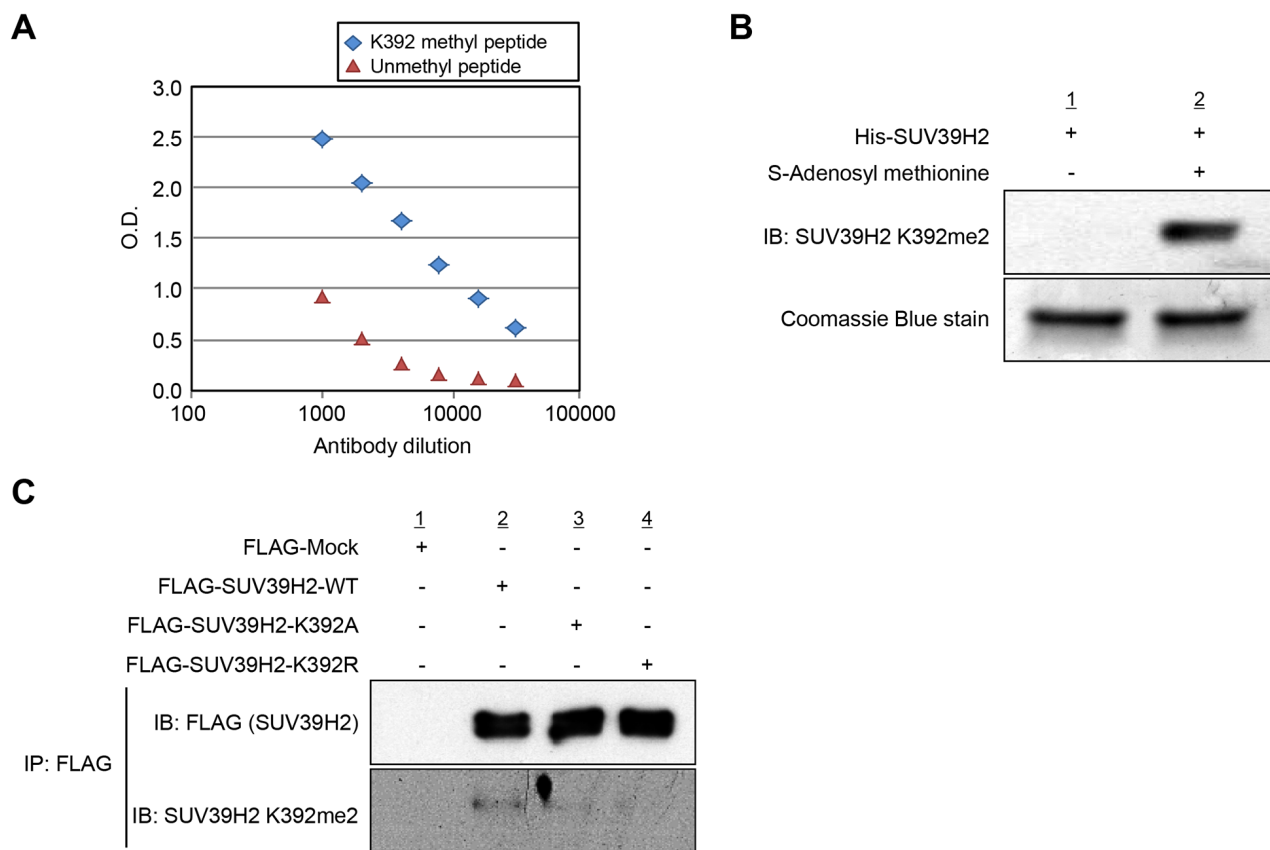 A
K392 methyl peptide
Unmethyl peptide
3.0
2.5
2.0
1.5
1.0
0.5
0.0
O.D.
100 1000 10000 100000
Antibody dilution
B
1 2
His-SUV39H2 + +
S-Adenosyl methionine - +
IB: SUV39H2 K392me2
Coomassie Blue stain
C
1 2 3 4
FLAG-Mock + - - -
FLAG-SUV39H2-WT - + - -
FLAG-SUV39H2-K392A - - + -
FLAG-SUV39H2-K392R - - - +
IP: FLAG
IB: FLAG (SUV39H2)
IB: SUV39H2 K392me2